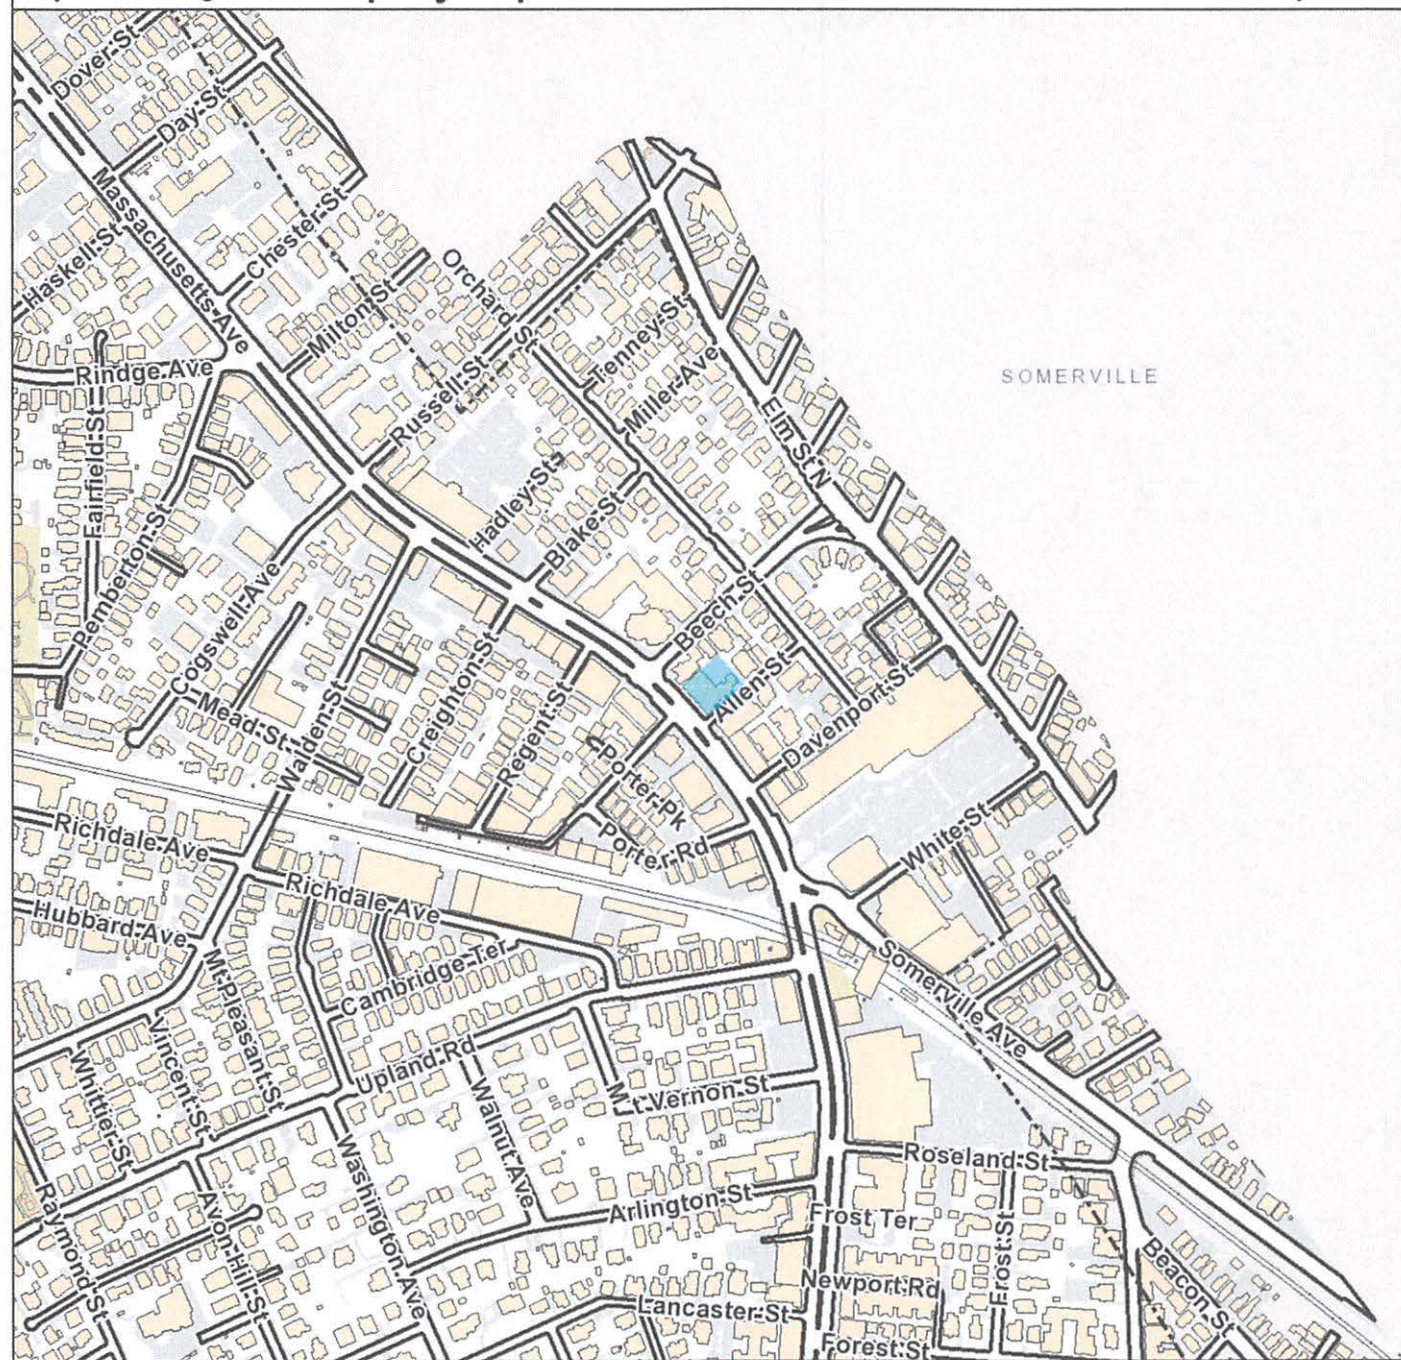 Dover St
Day St
Massachusetts Ave
Chester St
Haskell St
Orchard St
Milton St
Tenney St
Rindge Ave
SOMERVILLE
Russell St
Miller Ave
Elm St N
Fairfield St
Hadley St
Blake St
Pemberton St
Cogswell Ave
Beech St
Creighton St
Allen St
Mead St
Walden St
Regent St
Davenport St
Porter Pk
Richdale Ave
Porter Rd
White St
Richdale Ave
Hubbard Ave
Cambridge Ter
Mt Pleasant St
Somerville Ave
Vincent St
Whittier St
Upland Rd
Walnut Ave
Mt Vernon St
Washington Ave
Roseland St
Arlington St
Raymond St
Avon Hill St
Frost Ter
Frost St
Newport Rd
Beacon St
Lancaster St
Forest St